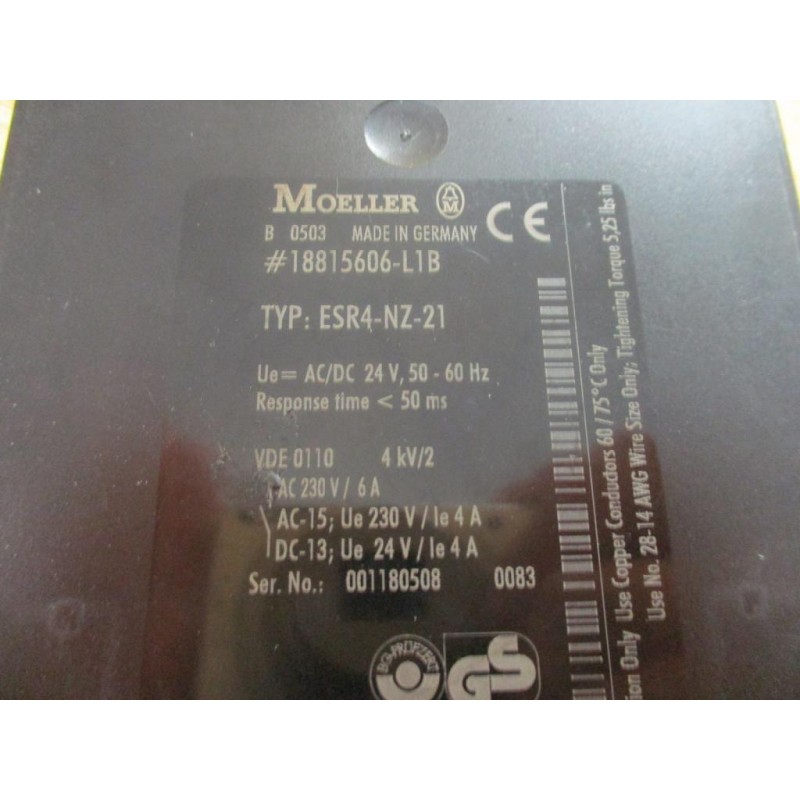 MOELLER M
B 0503 MADE IN GERMANY CE
#18815606-L1B
TYP: ESR4-NZ-21
Ue= AC/DC 24 V, 50 - 60 Hz
Response time < 50 ms
VDE 0110 4 kV/2
AC 230 V / 6 A
AC-15; Ue 230 V / Ie 4 A
DC-13; Ue 24 V / Ie 4 A
Ser. No.: 001180508 0083
GS
ion Only Use Copper Conductors 60 / 75°C Only
Use No. 28-14 AWG Wire Size Only; Tightening Torque 5,25 lbs in